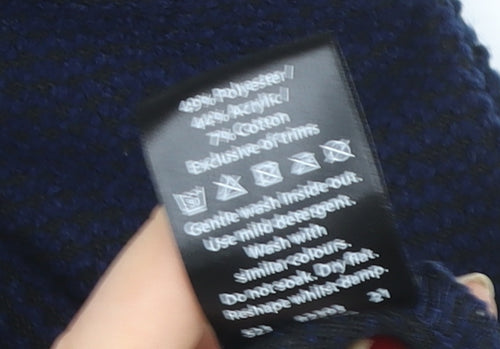 49% Polyester/
44% Acrylic/
7% Cotton
Exclusive of trims
Gentle wash inside out.
Use mild detergent.
Wash with
similar colours.
Do not soak. Dry flat.
Reshape whilst damp.